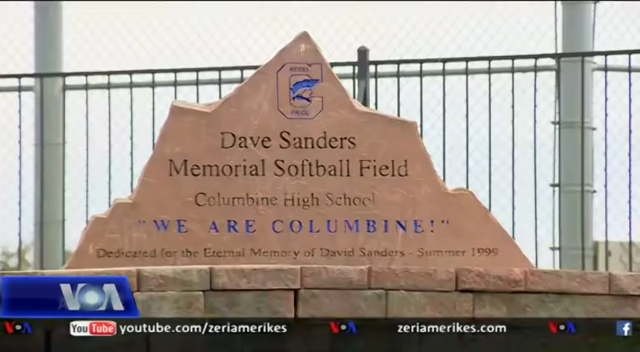 REBEL
C
PRIDE
Dave Sanders
Memorial Softball Field
Columbine High School
"WE ARE COLUMBINE!"
Dedicated for the Eternal Memory of David Sanders - Summer 1999
VOA
VOA YouTube youtube.com/zeriamerikes VOA zeriamerikes.com VOA f